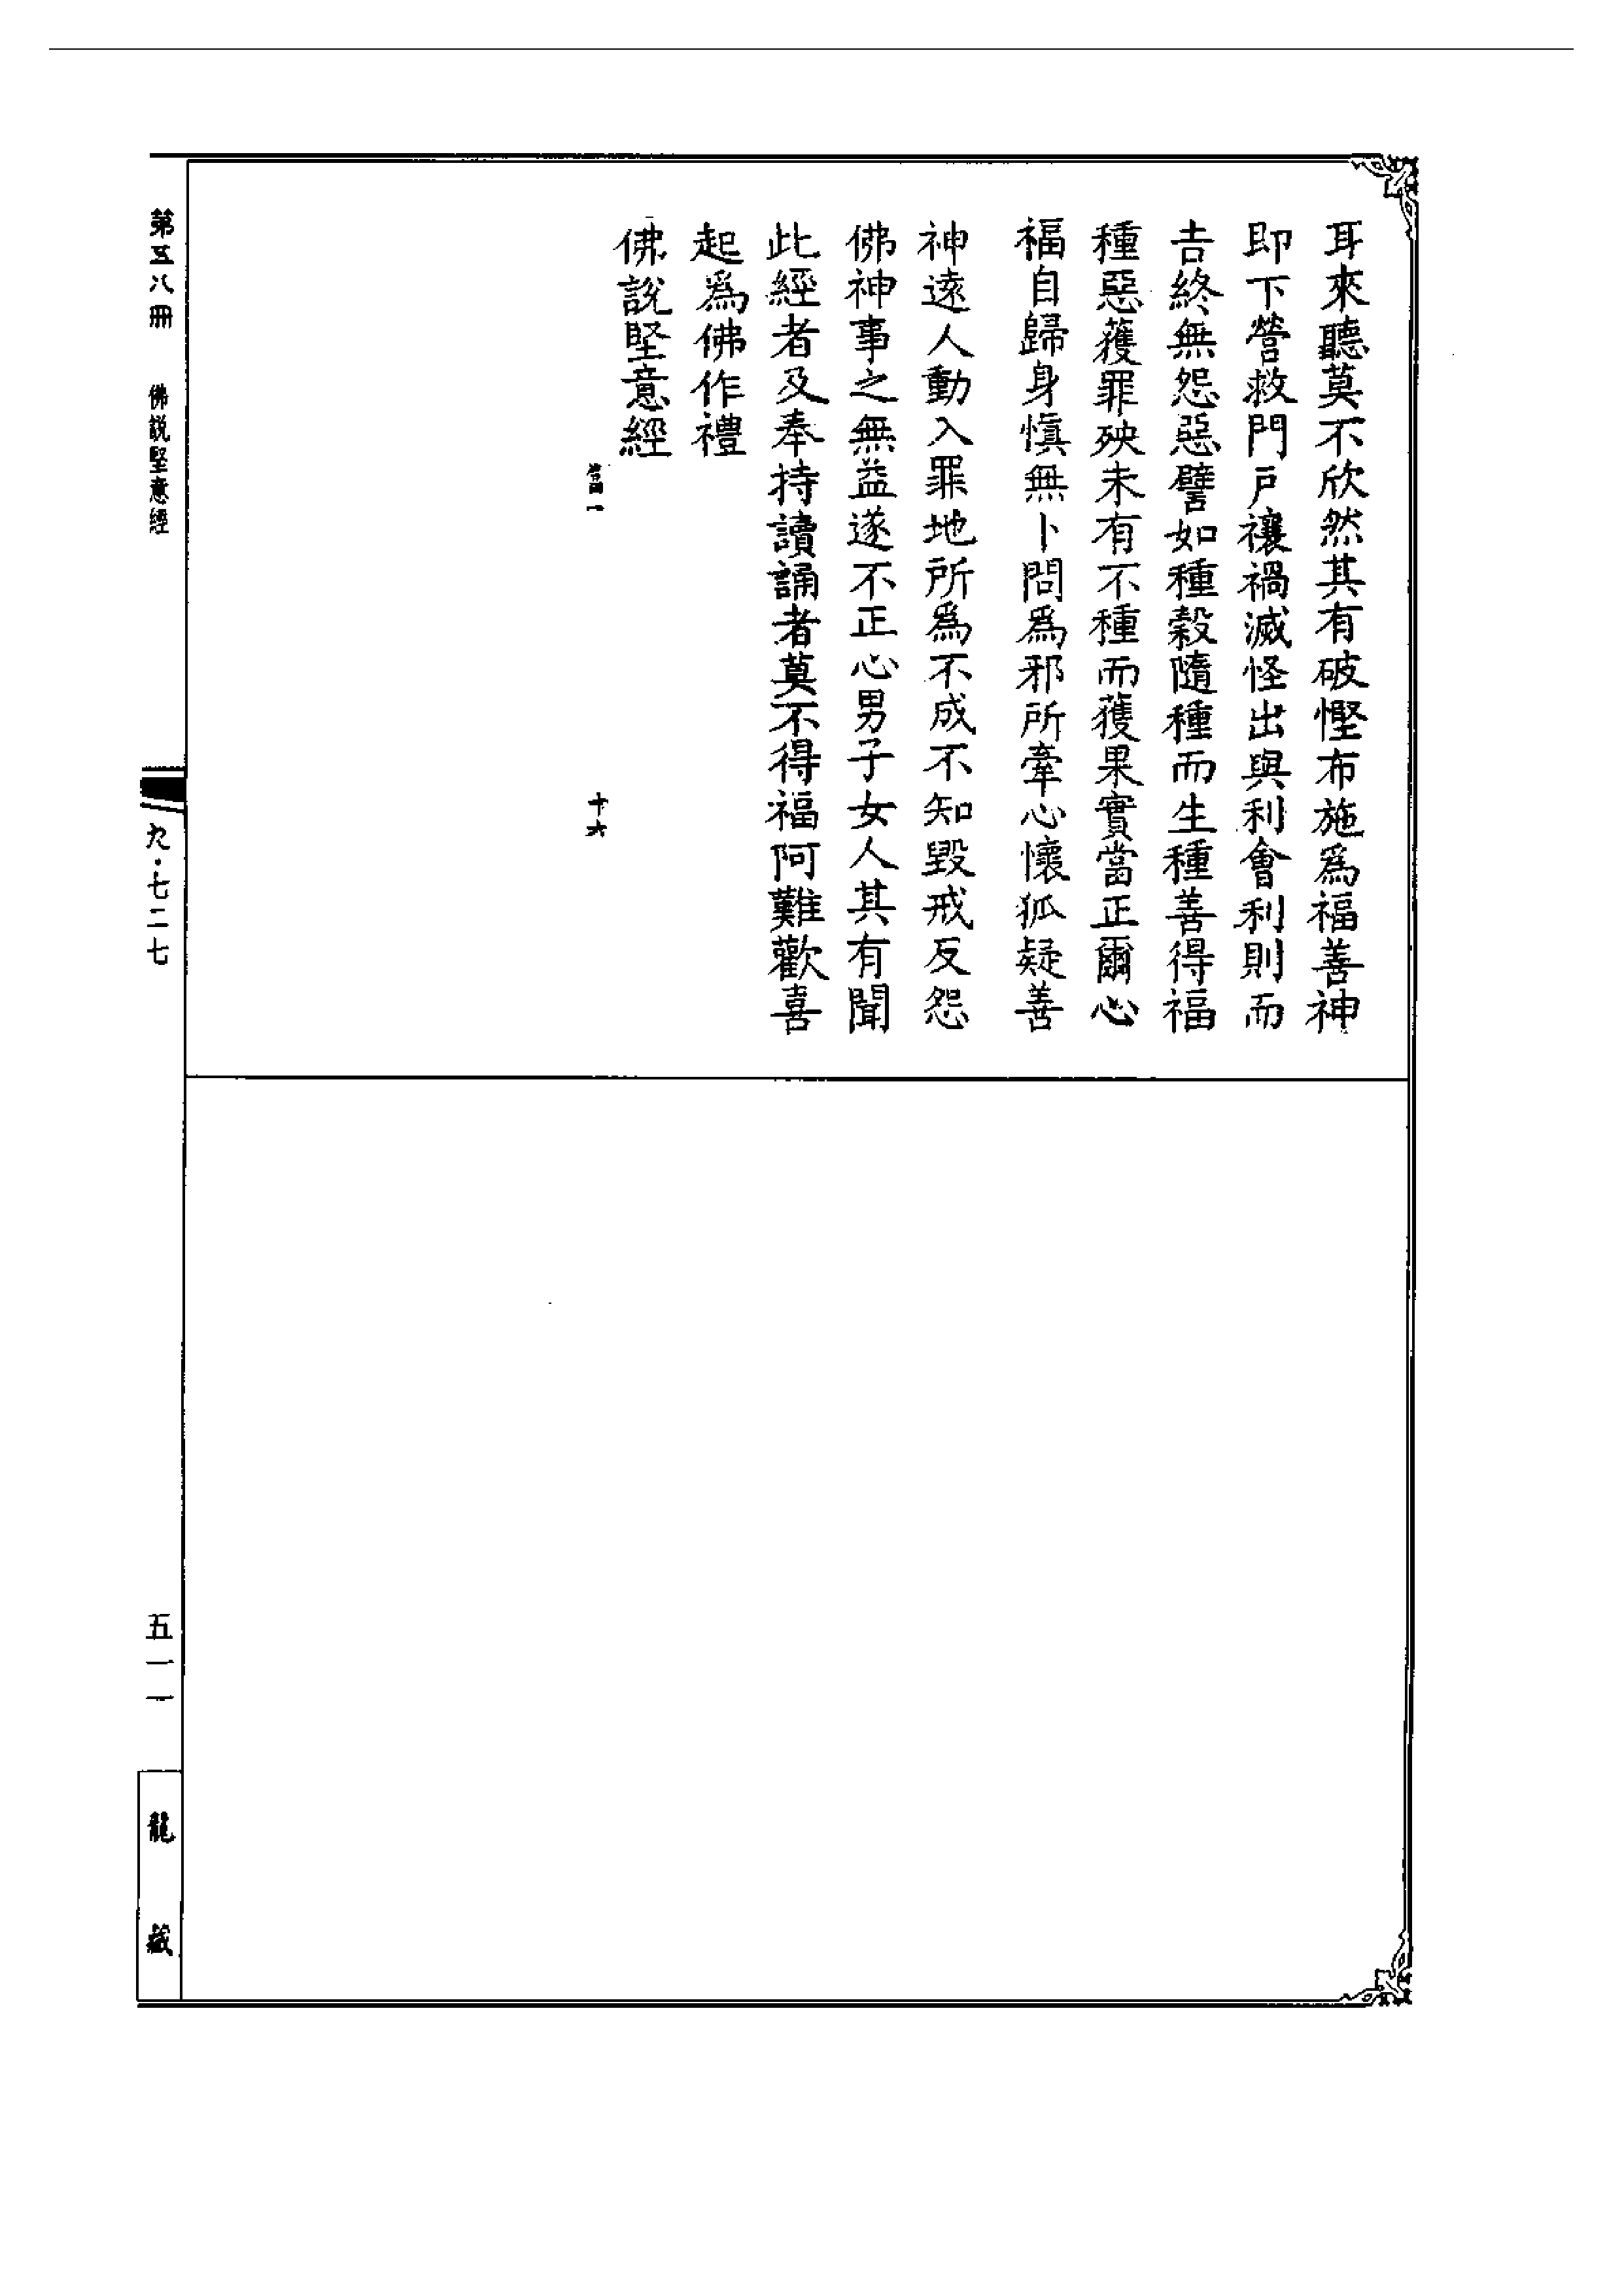 耳來聽莫不欣然其有破慳布施爲福善神
即下營救門戶禳禍滅怪出與利會利則而
吉終無怨惡譬如種穀隨種而生種善得福
種惡獲罪殃未有不種而獲果實當正爾心
福自歸身慎無卜問爲邪所牽心懷狐疑善
神遠人動入罪地所爲不成不知毀戒反怨
佛神事之無益遂不正心男子女人其有聞
此經者及奉持讀誦者莫不得福阿難歡喜
起爲佛作禮
佛說堅意經
十六
第五八冊 佛説堅意經
九·七二七
五一一
龍藏